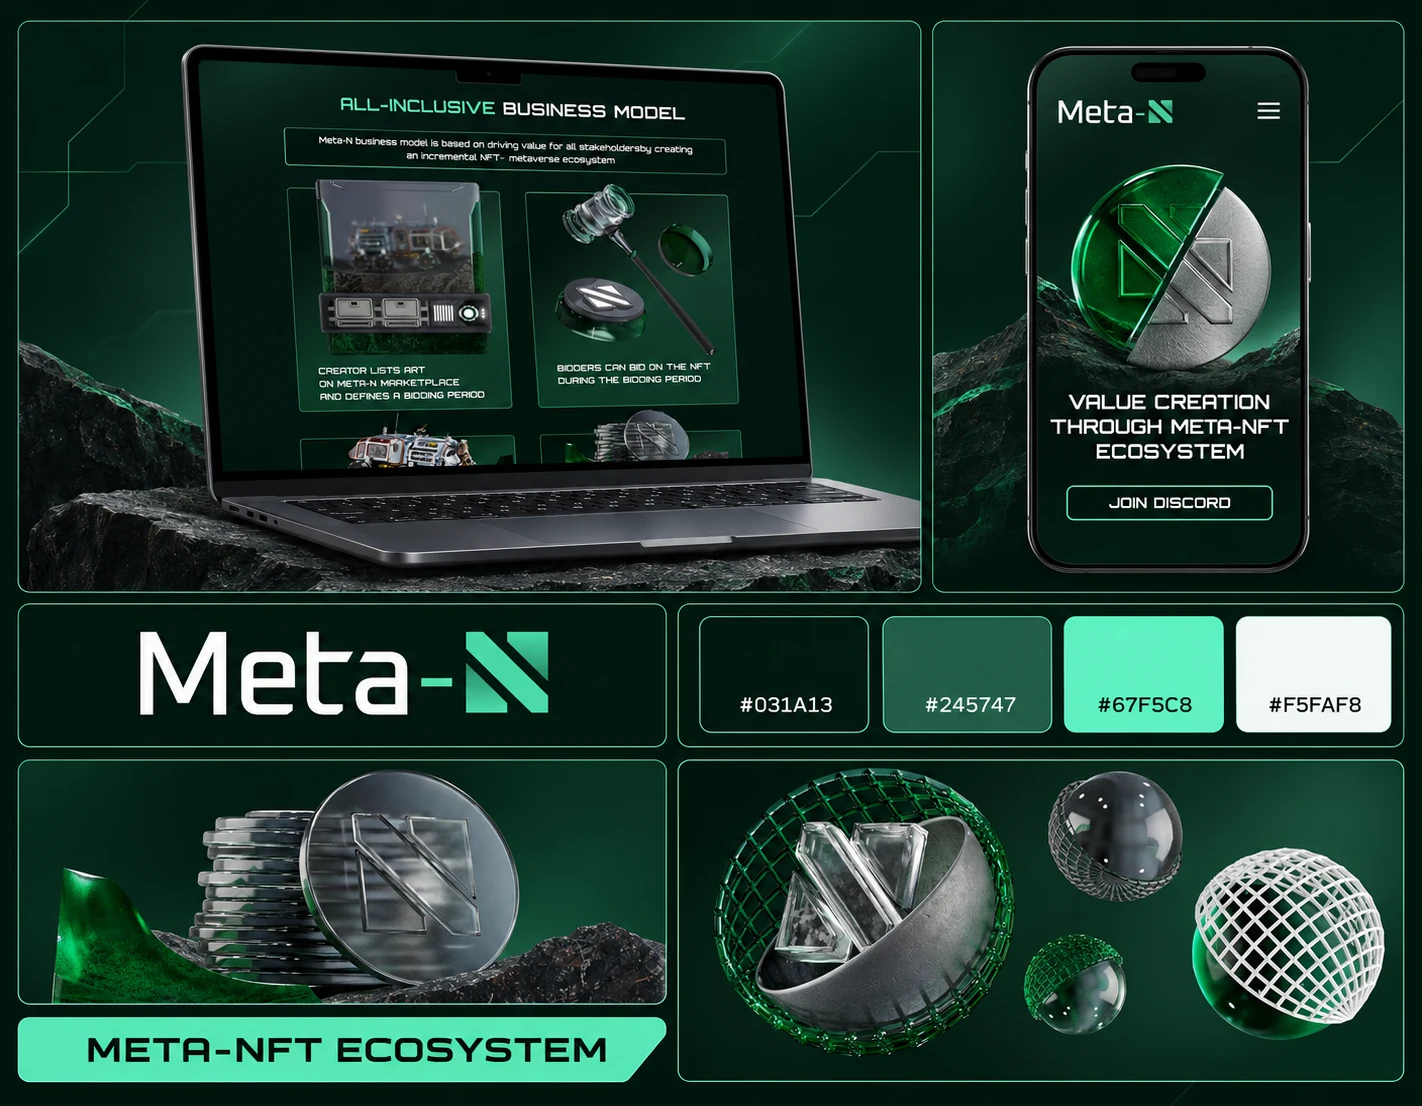 ALL-INCLUSIVE BUSINESS MODEL
Meta-N business model is based on driving value for all stakeholdersby creating
an incremental NFT- metaverse ecosystem
CREATOR LISTS ART
ON META-N MARKETPLACE
AND DEFINES A BIDDING PERIOD
BIDDERS CAN BID ON THE NFT
DURING THE BIDDING PERIOD
Meta-N
VALUE CREATION
THROUGH META-NFT
ECOSYSTEM
JOIN DISCORD
Meta-N
#031A13
#245747
#67F5C8
#F5FAF8
META-NFT ECOSYSTEM